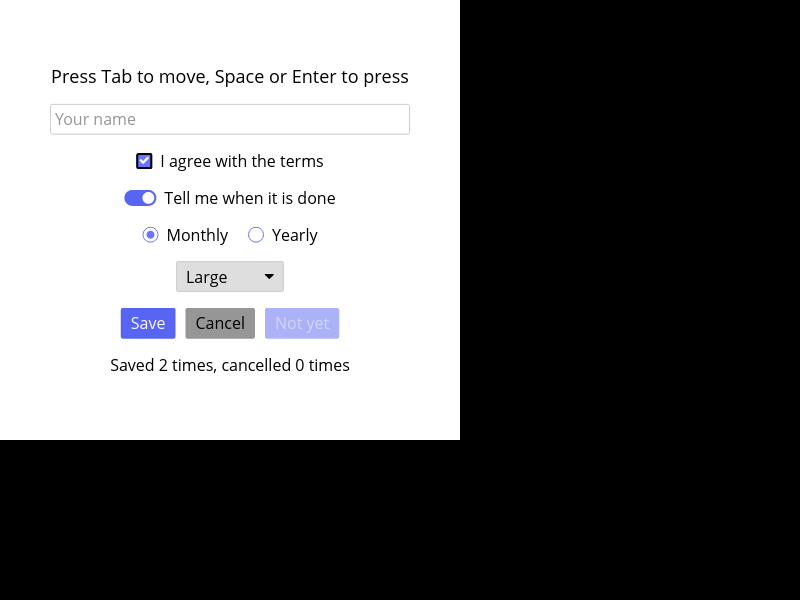 Press Tab to move, Space or Enter to press
Your name
I agree with the terms
Tell me when it is done
Monthly Yearly
Large
Save Cancel Not yet
Saved 2 times, cancelled 0 times